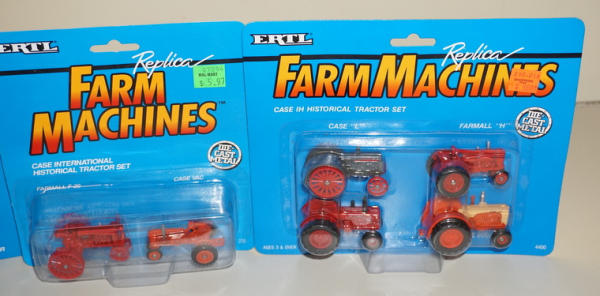 ERTL
Replica
FARM
MACHINES™
WAL-MART
$5.97
DIE
CAST
METAL
CASE INTERNATIONAL
HISTORICAL TRACTOR SET
FARMALL F-20
CASE VAC
ERTL
Replica
FARM MACHINES
CASE IH HISTORICAL TRACTOR SET
DIE
CAST
METAL
CASE "L"
FARMALL "H"
AGES 3 & OVER
4400